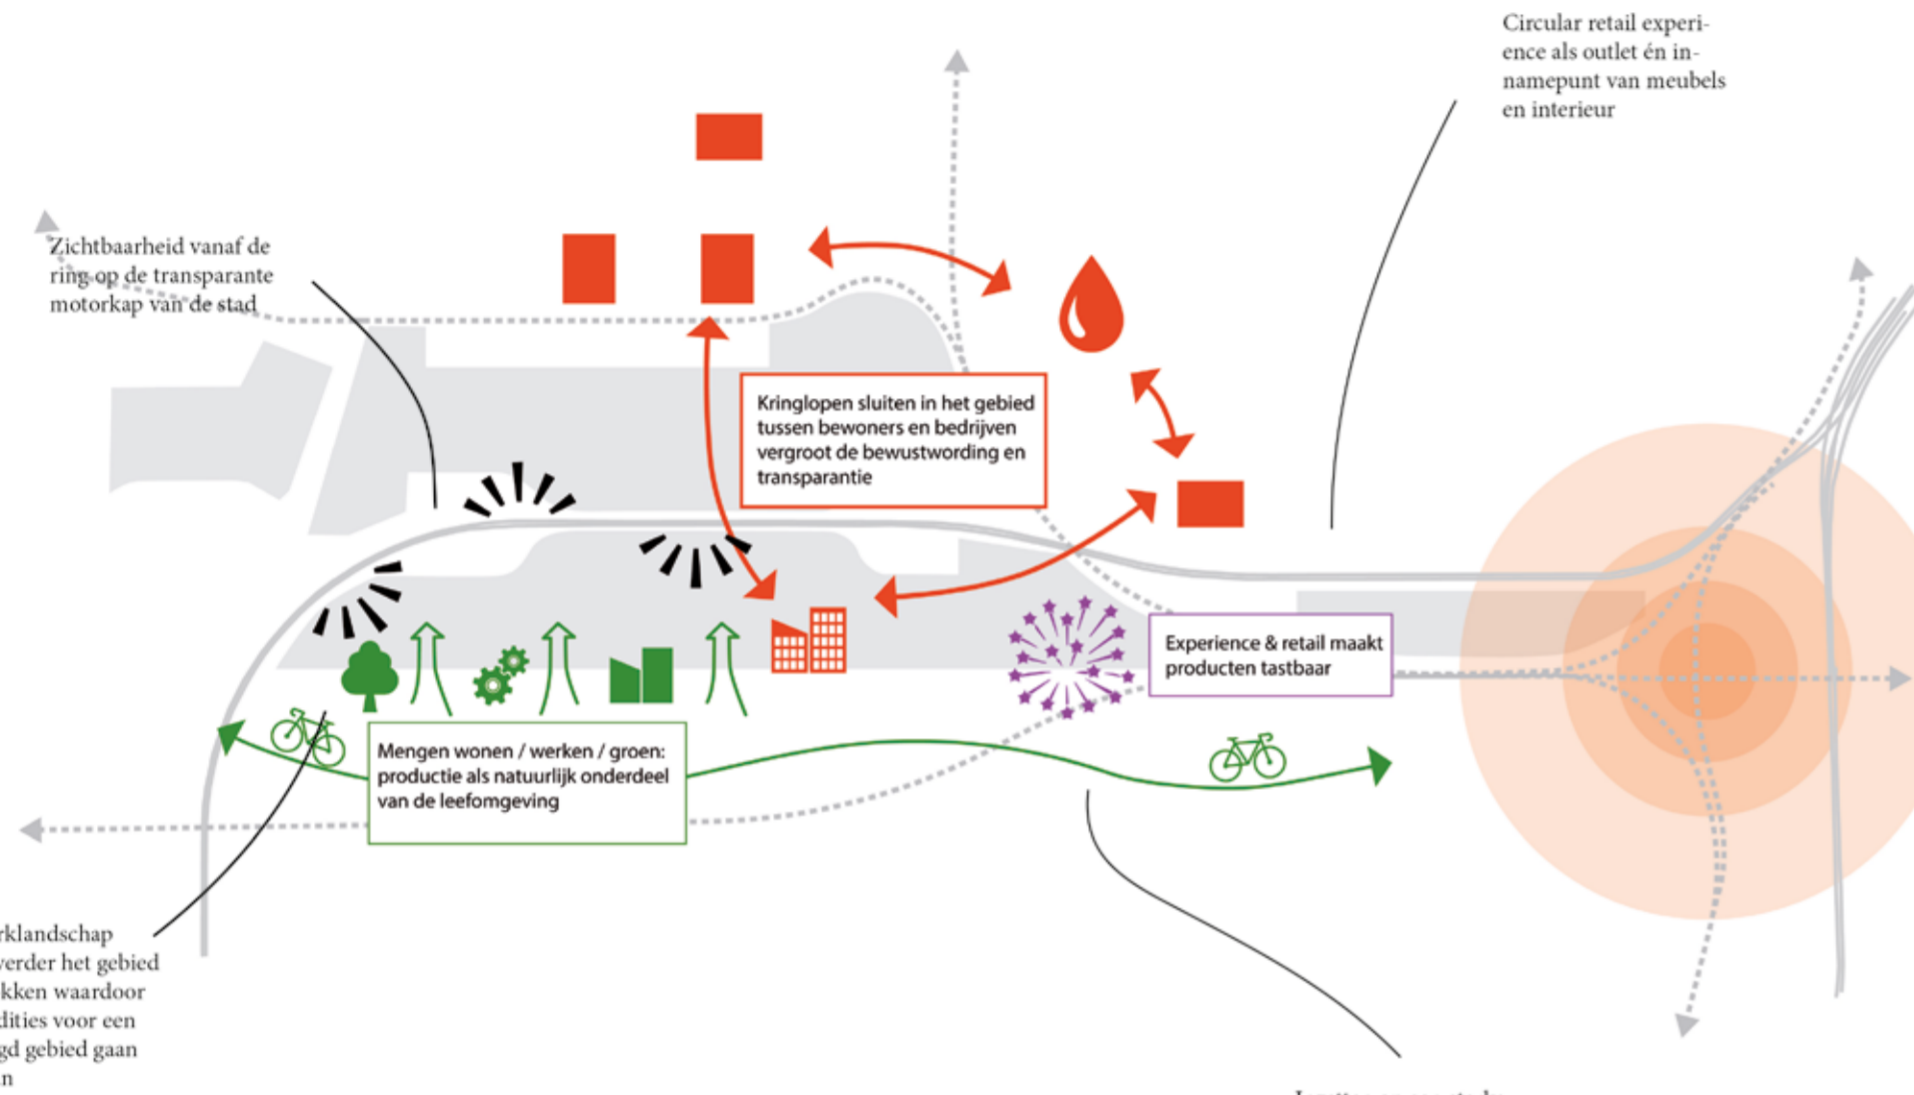 Circular retail experi-
ence als outlet én in-
namepunt van meubels
en interieur
Zichtbaarheid vanaf de
ring op de transparante
motorkap van de stad
Kringlopen sluiten in het gebied
tussen bewoners en bedrijven
vergroot de bewustwording en
transparantie
Experience & retail maakt
producten tastbaar
Mengen wonen / werken / groen:
productie als natuurlijk onderdeel
van de leefomgeving
rklandschap
verder het gebied
kken waardoor
dities voor een
gd gebied gaan
n